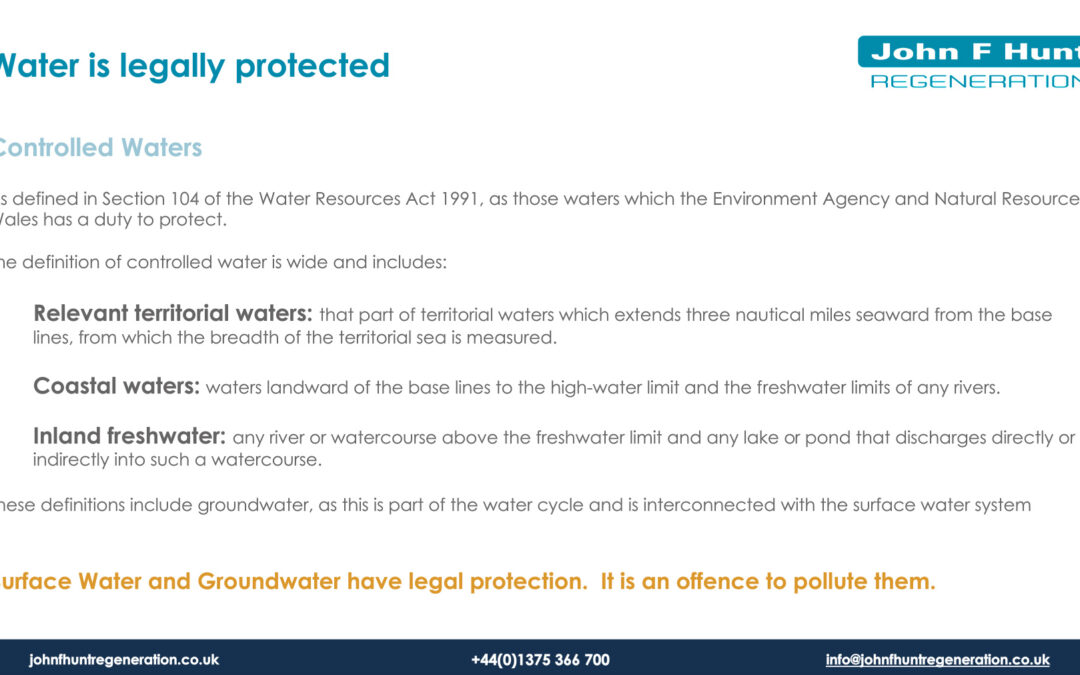 Water is legally protected
John F Hunt
REGENERATION
Controlled Waters
s defined in Section 104 of the Water Resources Act 1991, as those waters which the Environment Agency and Natural Resource
Wales has a duty to protect.
he definition of controlled water is wide and includes:
Relevant territorial waters: that part of territorial waters which extends three nautical miles seaward from the base
lines, from which the breadth of the territorial sea is measured.
Coastal waters: waters landward of the base lines to the high-water limit and the freshwater limits of any rivers.
Inland freshwater: any river or watercourse above the freshwater limit and any lake or pond that discharges directly or
indirectly into such a watercourse.
hese definitions include groundwater, as this is part of the water cycle and is interconnected with the surface water system
Surface Water and Groundwater have legal protection. It is an offence to pollute them.
johnfhuntregeneration.co.uk
+44(0)1375 366 700
info@johnfhuntregeneration.co.uk